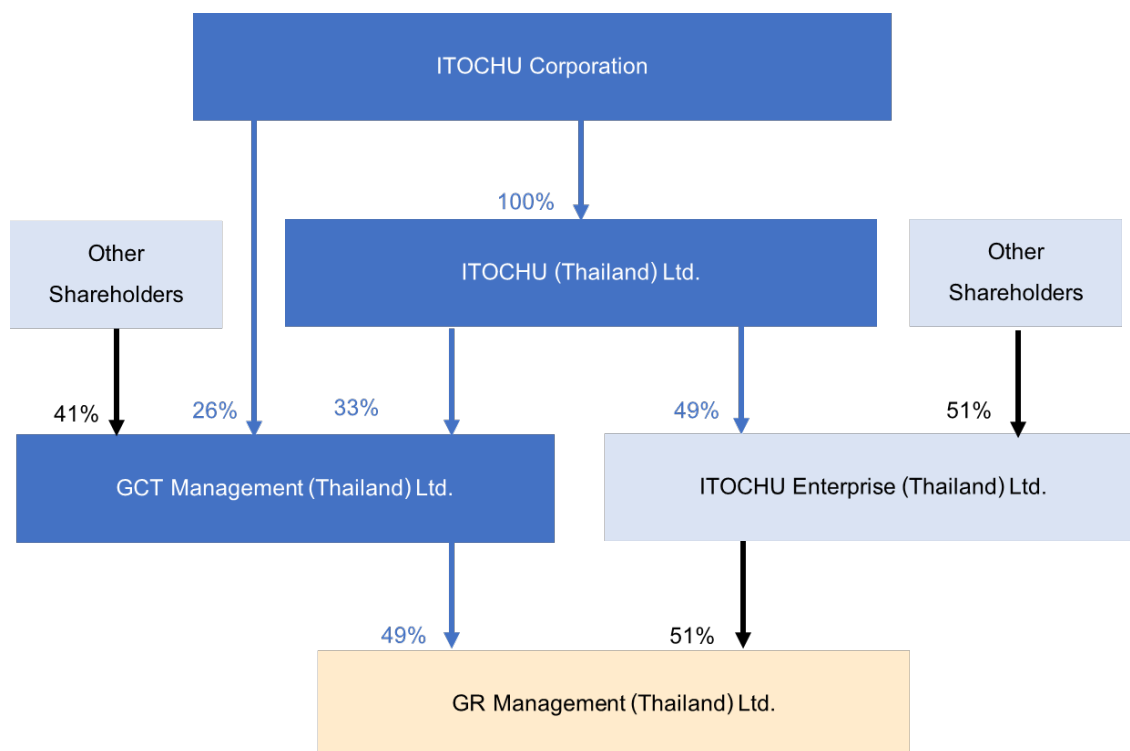 ITOCHU Corporation
100%
Other
Shareholders
ITOCHU (Thailand) Ltd.
Other
Shareholders
41%
26%
33%
49%
51%
GCT Management (Thailand) Ltd.
ITOCHU Enterprise (Thailand) Ltd.
49%
51%
GR Management (Thailand) Ltd.